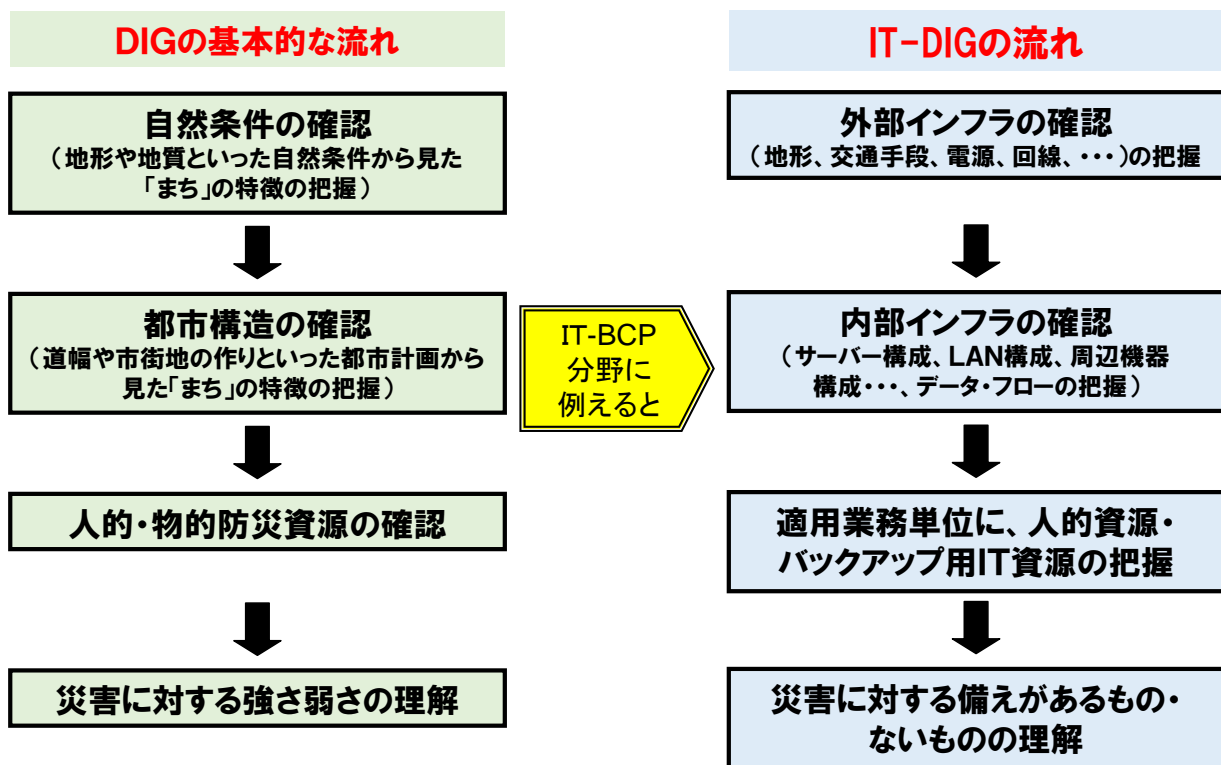 DIGの基本的な流れ
自然条件の確認
（地形や地質といった自然条件から見た
「まち」の特徴の把握）
都市構造の確認
（道幅や市街地の作りといった都市計画から
見た「まち」の特徴の把握）
人的・物的防災資源の確認
災害に対する強さ弱さの理解
IT-BCP
分野に
例えると
IT-DIGの流れ
外部インフラの確認
（地形、交通手段、電源、回線、・・・）の把握
内部インフラの確認
（サーバー構成、LAN構成、周辺機器
構成・・・、データ・フローの把握）
適用業務単位に、人的資源・
バックアップ用IT資源の把握
災害に対する備えがあるもの・
ないものの理解